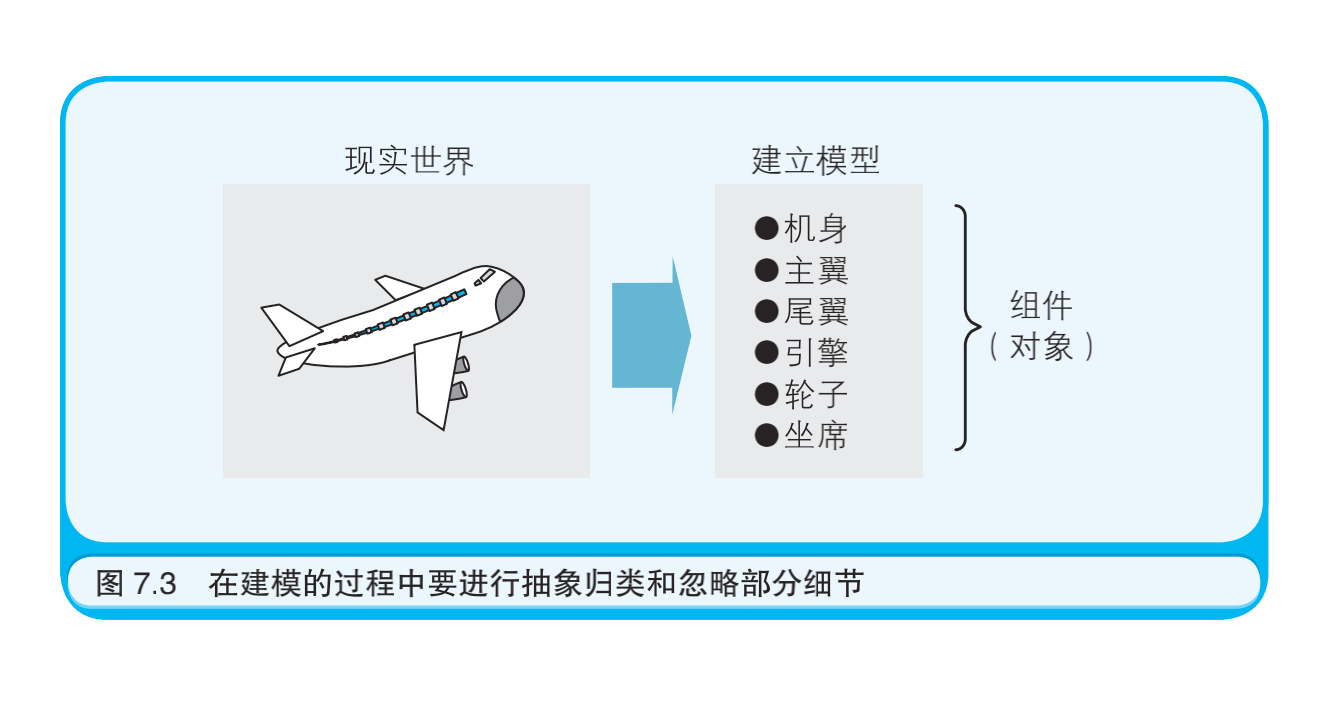 现实世界
建立模型
●机身
●主翼
●尾翼
●引擎
●轮子
●坐席
组件
（对象）
图 7.3　在建模的过程中要进行抽象归类和忽略部分细节